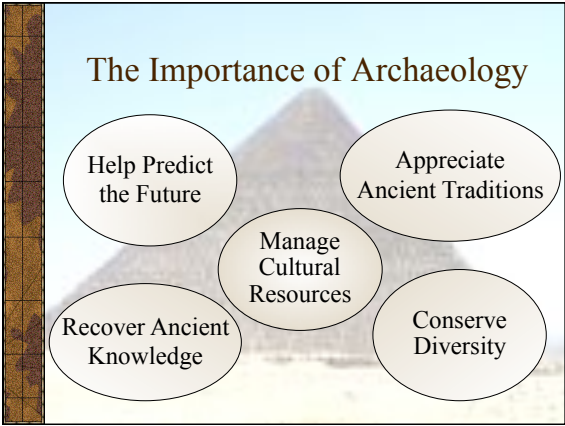 The Importance of Archaeology
Help Predict
the Future
Appreciate
Ancient Traditions
Manage
Cultural
Resources
Recover Ancient
Knowledge
Conserve
Diversity